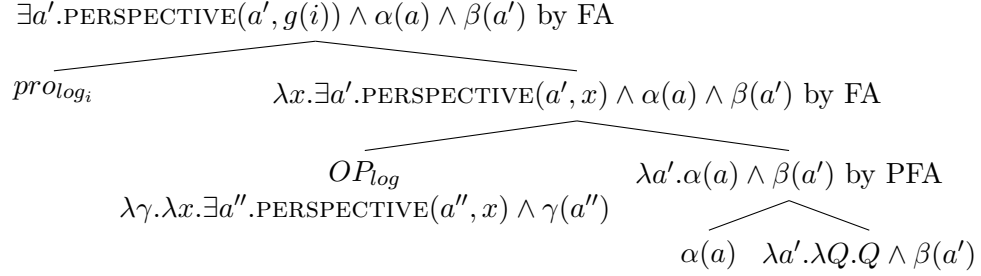 ∃a′.PERSPECTIVE(a′, g(i)) ∧ α(a) ∧ β(a′) by FA
pro_{log_i} λx.∃a′.PERSPECTIVE(a′, x) ∧ α(a) ∧ β(a′) by FA
OP_{log} λa′.α(a) ∧ β(a′) by PFA
λγ.λx.∃a″.PERSPECTIVE(a″, x) ∧ γ(a″)
α(a) λa′.λQ.Q ∧ β(a′)